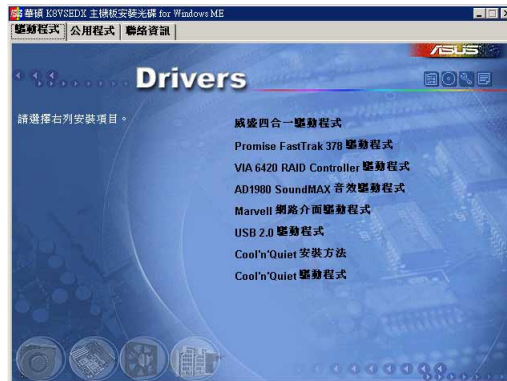 華碩 K8VSEDX 主機板安裝光碟 for Windows ME
驅動程式 公用程式 聯絡資訊
ASUS
Drivers
請選擇右列安裝項目。
威盛四合一驅動程式
Promise FastTrak 378 驅動程式
VIA 6420 RAID Controller 驅動程式
AD1980 SoundMAX 音效驅動程式
Marvell 網路介面驅動程式
USB 2.0 驅動程式
Cool'n'Quiet 安裝方法
Cool'n'Quiet 驅動程式